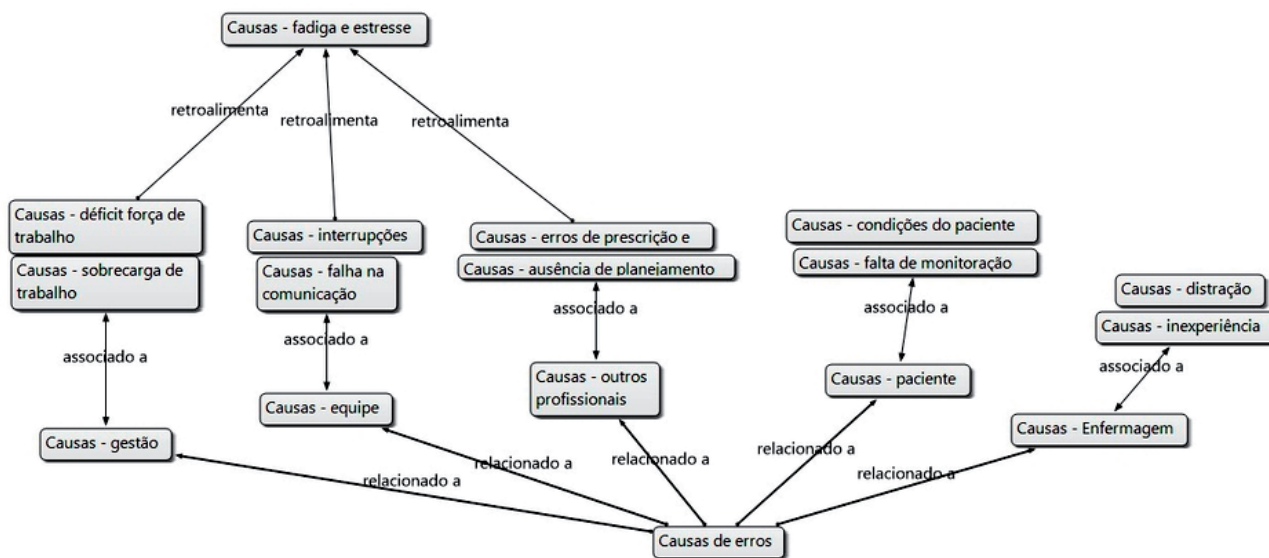 Causas - fadiga e estresse
retroalimenta
retroalimenta
retroalimenta
Causas - déficit força de
trabalho
Causas - sobrecarga de
trabalho
Causas - interrupções
Causas - falha na
comunicação
Causas - erros de prescrição e
Causas - ausência de planejamento
Causas - condições do paciente
Causas - falta de monitoração
Causas - distração
Causas - inexperiência
associado a
associado a
associado a
associado a
associado a
Causas - gestão
Causas - equipe
Causas - outros
profissionais
Causas - paciente
Causas - Enfermagem
relacionado a
relacionado a
relacionado a
relacionado a
relacionado a
Causas de erros